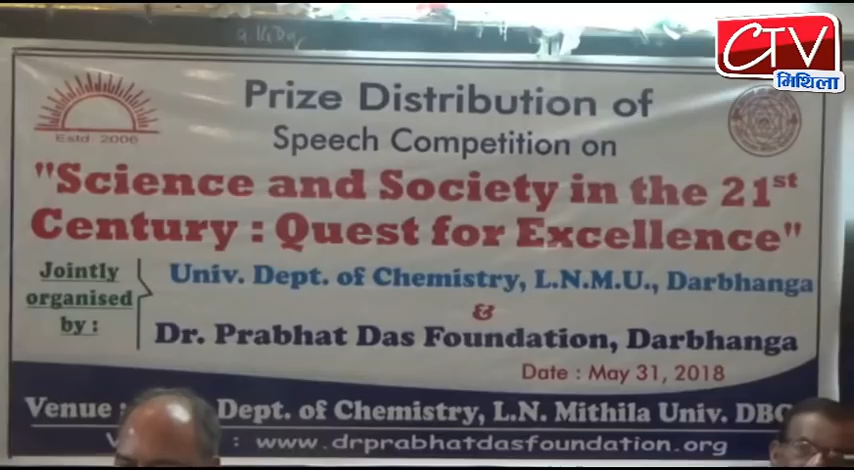 CTV
मिथिला
Estd 2006
Prize Distribution of
Speech Competition on
"Science and Society in the 21st
Century : Quest for Excellence"
Jointly organised by :
Univ. Dept. of Chemistry, L.N.M.U., Darbhanga
&
Dr. Prabhat Das Foundation, Darbhanga
Date : May 31, 2018
Venue : Dept. of Chemistry, L.N. Mithila Univ. DBG
: www.drprabhatdasfoundation.org